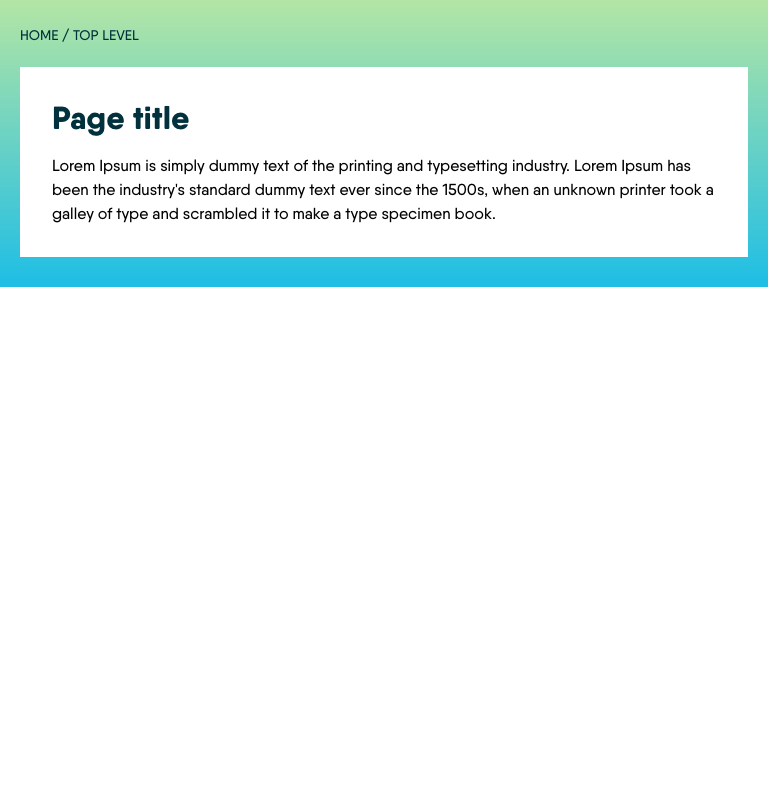 HOME / TOP LEVEL
Page title
Lorem Ipsum is simply dummy text of the printing and typesetting industry. Lorem Ipsum has
been the industry's standard dummy text ever since the 1500s, when an unknown printer took a
galley of type and scrambled it to make a type specimen book.